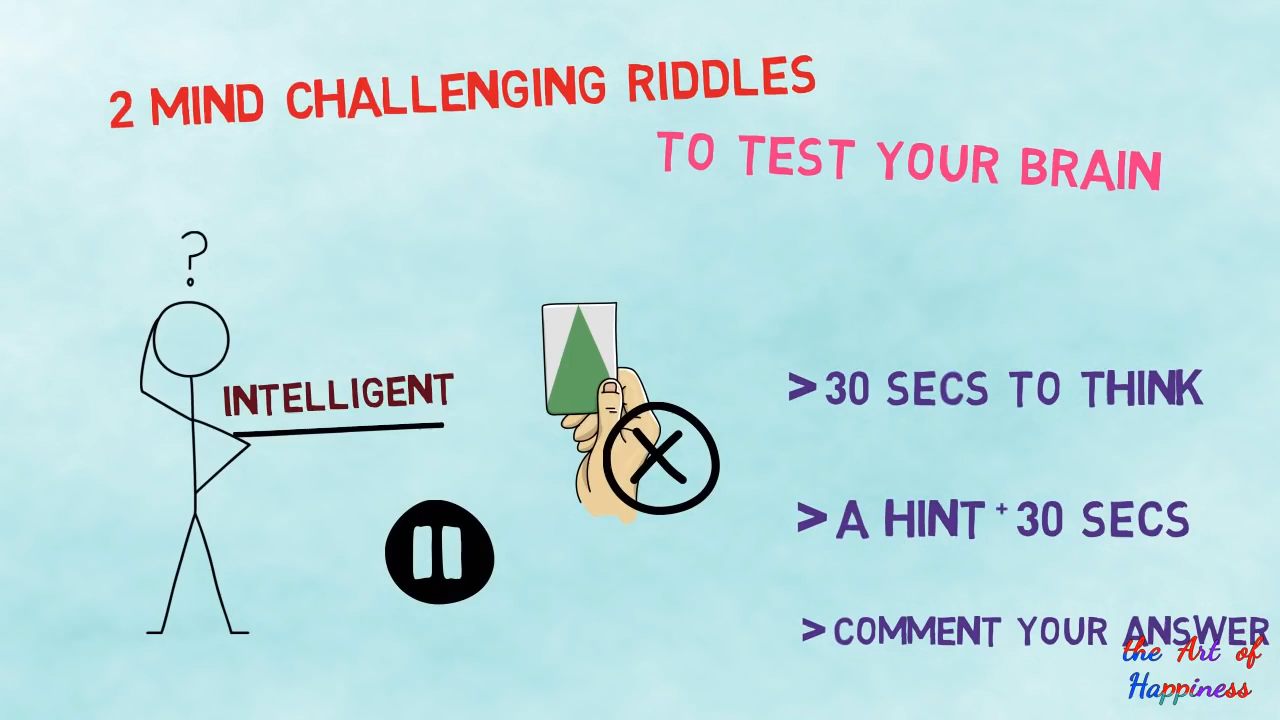 2 MIND CHALLENGING RIDDLES
TO TEST YOUR BRAIN
?
INTELLIGENT
> 30 SECS TO THINK
> A HINT + 30 SECS
> COMMENT YOUR ANSWER
the Art of
Happiness